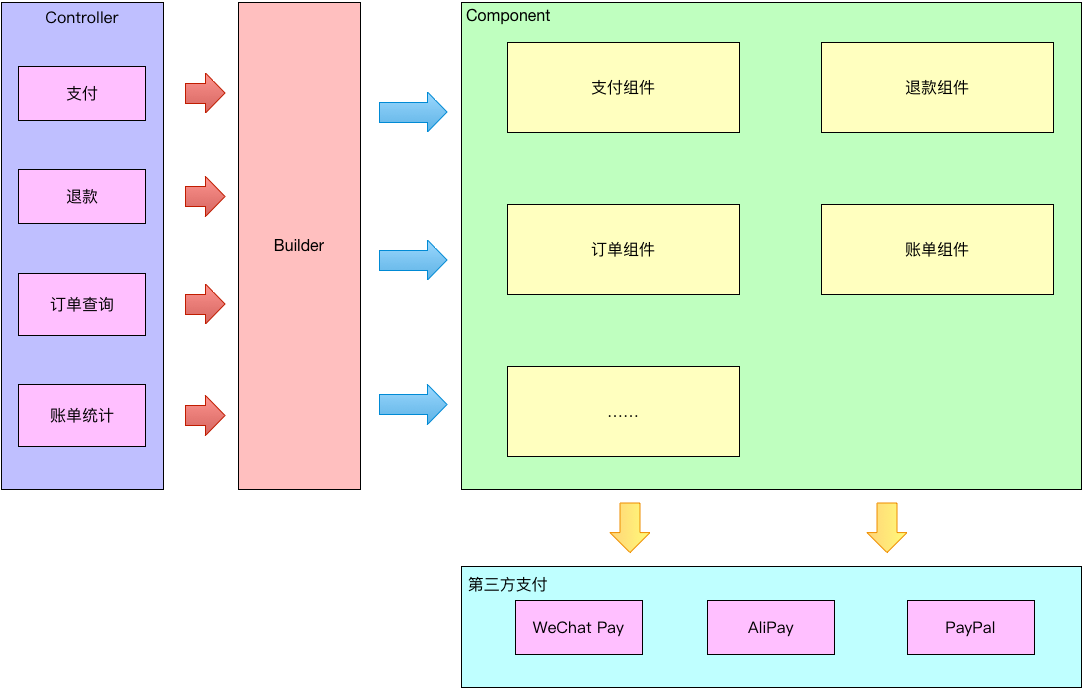 Controller
支付
退款
订单查询
账单统计
Builder
Component
支付组件
退款组件
订单组件
账单组件
……
第三方支付
WeChat Pay
AliPay
PayPal